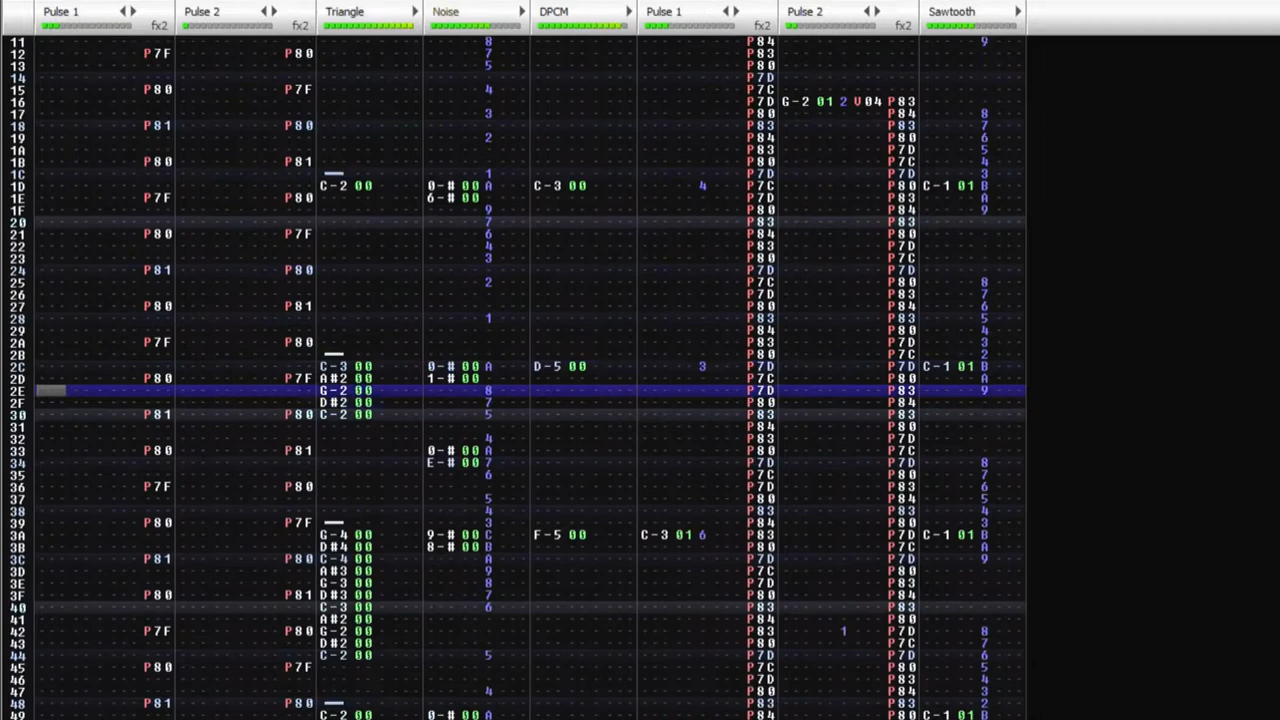 Pulse 1 Pulse 2 Triangle Noise DPCM Pulse 1 Pulse 2 Sawtooth
fx2 fx2 fx2 fx2
11 8 P84 9
12 P7F P80 7 P83
13 5 P80
14 P7D
15 P80 P7F 4 P7C
16 P7D G-2 01 2 V04 P83
17 3 P80 P84 8
18 P81 P80 P83 P83 7
19 2 P84 P80 6
1A P83 P7D 5
1B P80 P81 P80 P7C 4
1C 1 P7D P7D 3
1D C-2 00 0-# 00 A C-3 00 4 P7C P80 C-1 01 B
1E P7F P80 6-# 00 P7D P83 A
1F 9 P80 P84 9
20 7 P83 P83
21 P80 P7F 6 P84 P80
22 4 P83 P7D
23 3 P80 P7C
24 P81 P80 P7D P7D
25 2 P7C P80 8
26 P7D P83 7
27 P80 P81 P80 P84 6
28 1 P83 P83 5
29 P84 P80 4
2A P7F P80 P83 P7D 3
2B P80 P7C 2
2C C-3 00 0-# 00 A D-5 00 3 P7D P7D C-1 01 B
2D P80 P7F A#2 00 1-# 00 P7C P80 A
2E G-2 00 8 P7D P83 9
2F D#2 00 7 P80 P84
30 P81 P80 C-2 00 5 P83 P83
31 P84 P80
32 4 P83 P7D
33 P80 P81 0-# 00 A P80 P7C
34 E-# 00 7 P7D P7D 8
35 6 P7C P80 7
36 P7F P80 P7D P83 6
37 5 P80 P84 5
38 4 P83 P83 4
39 P80 P7F 3 P84 P80 3
3A G-4 00 9-# 00 C F-5 00 C-3 01 6 P83 P7D C-1 01 B
3B D#4 00 8-# 00 B P80 P7C A
3C P81 P80 C-4 00 A P7D P7D 9
3D A#3 00 9 P7C P80
3E G-3 00 8 P7D P83
3F P80 P81 D#3 00 7 P80 P84
40 C-3 00 6 P83 P83
41 A#2 00 P84 P80
42 P7F P80 G-2 00 P83 1 P7D 8
43 D#2 00 P80 P7C 7
44 C-2 00 5 P7D P7D 6
45 P80 P7F P7C P80 5
46 P7D P83 4
47 4 P80 P84 3
48 P81 P80 P83 P83 2
49 C-2 00 0-# 00 A P84 P80 C-1 01 B